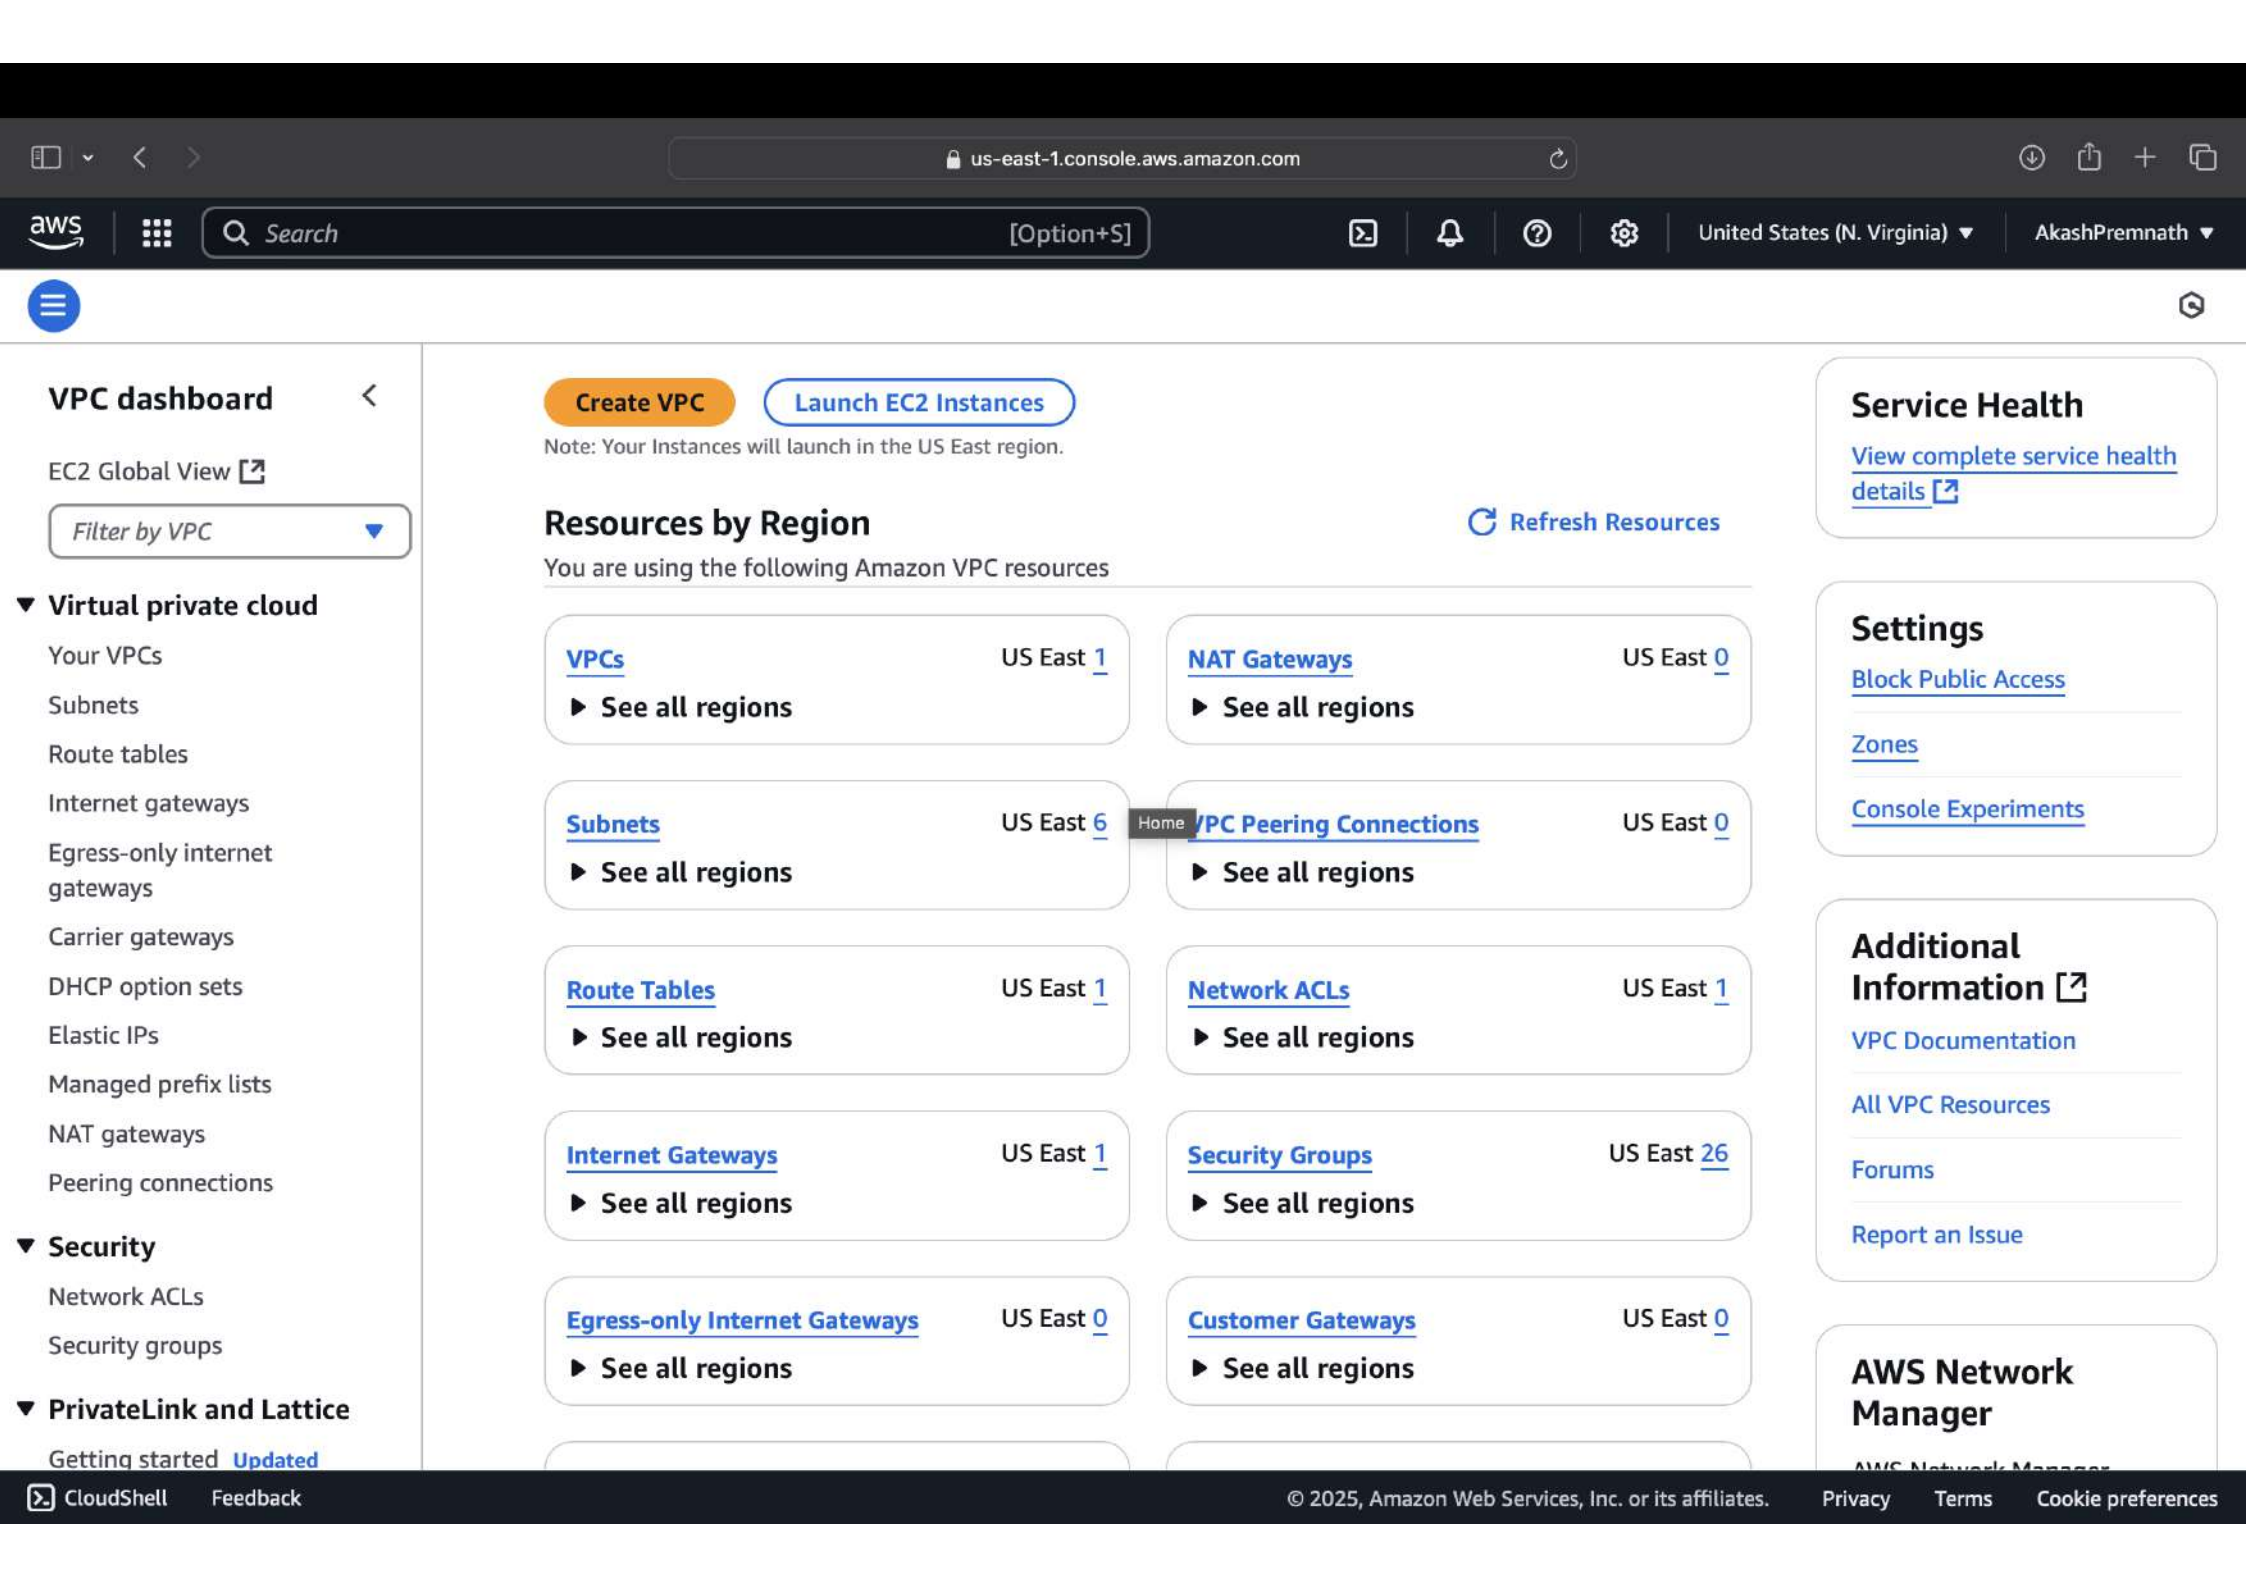 us-east-1.console.aws.amazon.com
aws
Search
[Option+S]
United States (N. Virginia)
AkashPremnath
VPC dashboard
EC2 Global View
Filter by VPC
Virtual private cloud
Your VPCs
Subnets
Route tables
Internet gateways
Egress-only internet
gateways
Carrier gateways
DHCP option sets
Elastic IPs
Managed prefix lists
NAT gateways
Peering connections
Security
Network ACLs
Security groups
PrivateLink and Lattice
Getting started Updated
Create VPC
Launch EC2 Instances
Note: Your Instances will launch in the US East region.
Resources by Region
Refresh Resources
You are using the following Amazon VPC resources
VPCs
US East 1
See all regions
NAT Gateways
US East 0
See all regions
Subnets
US East 6
See all regions
Home
VPC Peering Connections
US East 0
See all regions
Route Tables
US East 1
See all regions
Network ACLs
US East 1
See all regions
Internet Gateways
US East 1
See all regions
Security Groups
US East 26
See all regions
Egress-only Internet Gateways
US East 0
See all regions
Customer Gateways
US East 0
See all regions
Service Health
View complete service health
details
Settings
Block Public Access
Zones
Console Experiments
Additional
Information
VPC Documentation
All VPC Resources
Forums
Report an Issue
AWS Network
Manager
AWS Network Manager
CloudShell
Feedback
© 2025, Amazon Web Services, Inc. or its affiliates.
Privacy
Terms
Cookie preferences